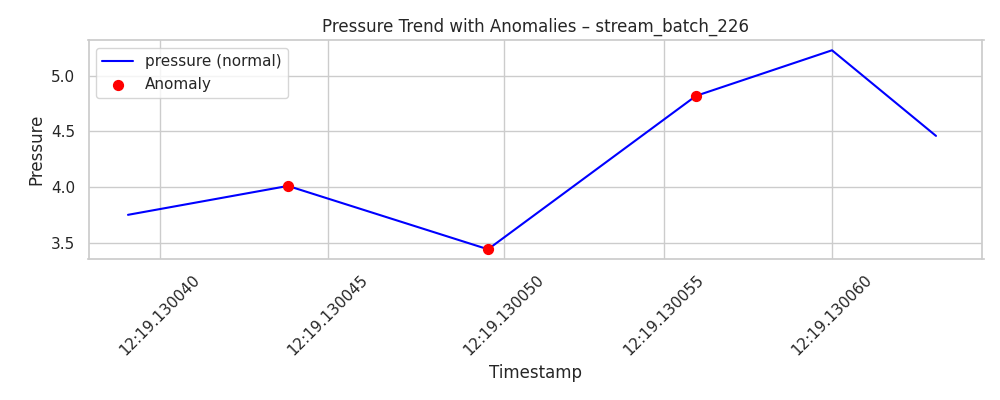 Pressure Trend with Anomalies – stream_batch_226
pressure (normal)
Anomaly
Pressure
5.0
4.5
4.0
3.5
12:19.130040
12:19.130045
12:19.130050
12:19.130055
12:19.130060
Timestamp